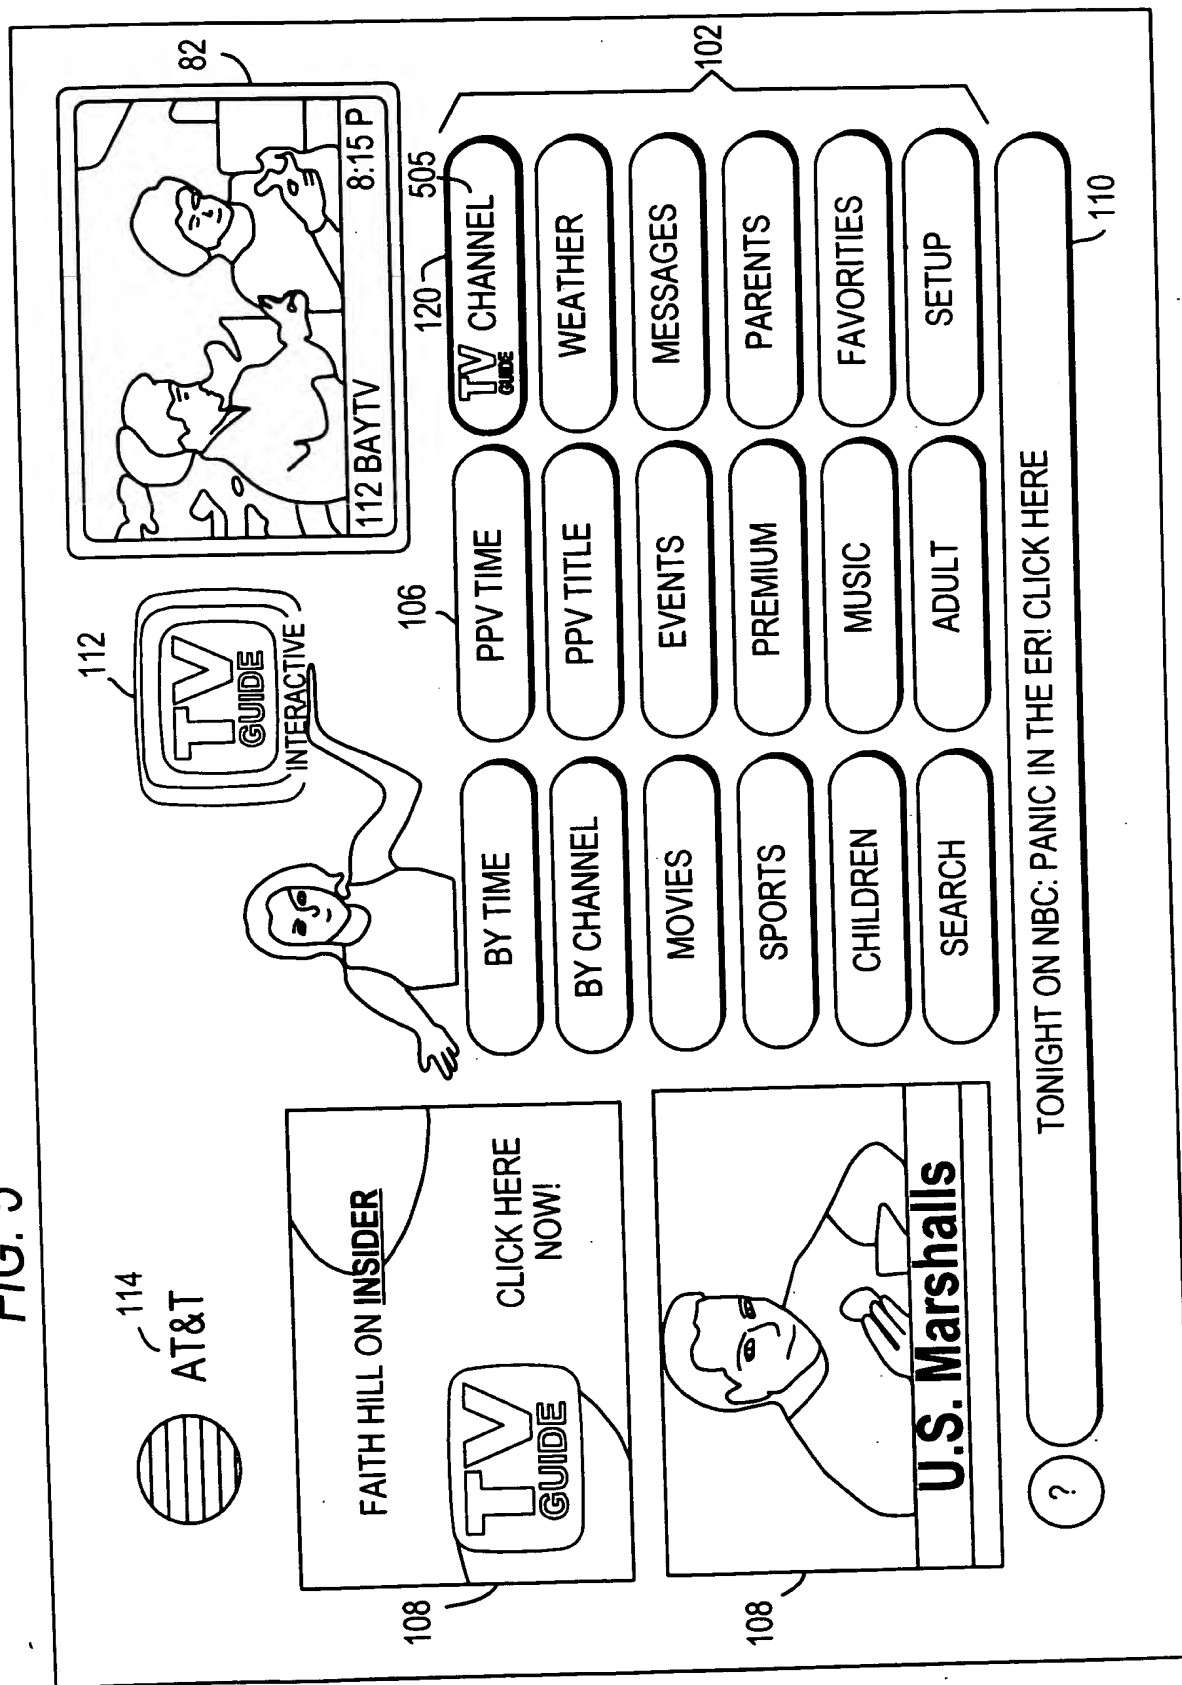 FIG.
114
AT&T
112
TV
GUIDE
INTERACTIVE
82
112 BAYTV 8:15 P
108
FAITH HILL ON INSIDER
TV
GUIDE
CLICK HERE
NOW!
106
120
505
102
BY TIME PPV TIME TV GUIDE CHANNEL
BY CHANNEL PPV TITLE WEATHER
MOVIES EVENTS MESSAGES
SPORTS PREMIUM PARENTS
CHILDREN MUSIC FAVORITIES
SEARCH ADULT SETUP
108
U.S. Marshalls
?
TONIGHT ON NBC: PANIC IN THE ER! CLICK HERE
110